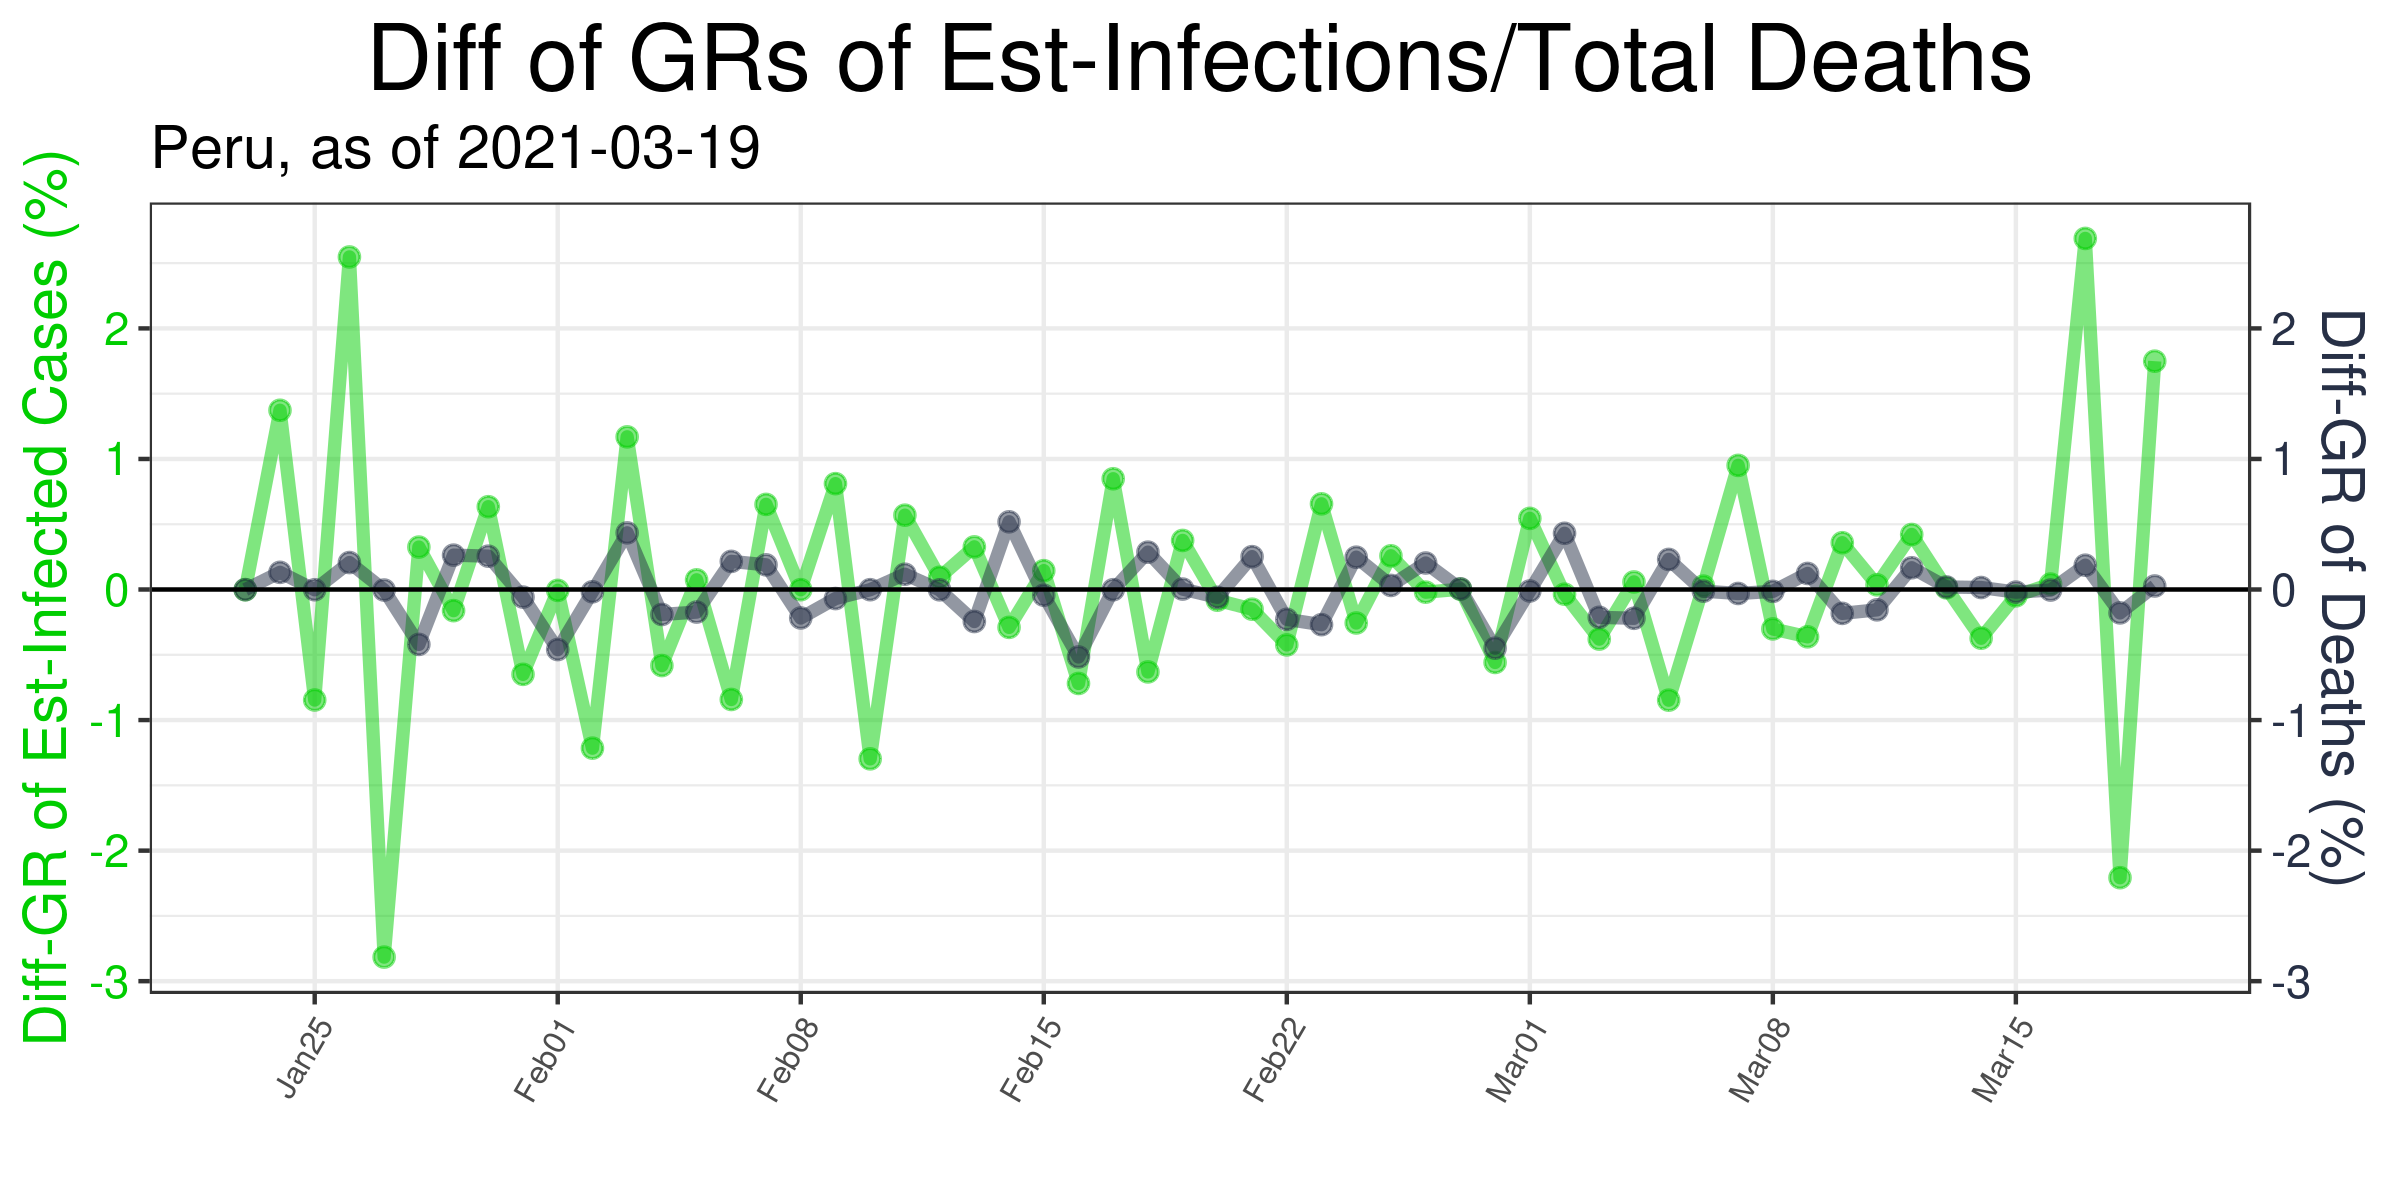 Diff of GRs of Est-Infections/Total Deaths
Peru, as of 2021-03-19
Diff-GR of Est-Infected Cases (%)
2
1
0
-1
-2
-3
2
1
0
-1
-2
-3
Diff-GR of Deaths (%)
Jan25
Feb01
Feb08
Feb15
Feb22
Mar01
Mar08
Mar15